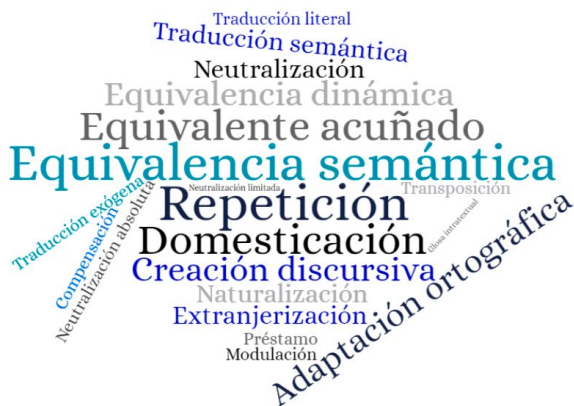 Traducción literal
Traducción semántica
Neutralización
Equivalencia dinámica
Equivalente acuñado
Equivalencia semántica
Traducción exógena
Compensación
Neutralización absoluta
Neutralización limitada
Transposición
Repetición
Glosa intratextual
Domesticación
Creación discursiva
Adaptación ortográfica
Naturalización
Extranjerización
Préstamo
Modulación